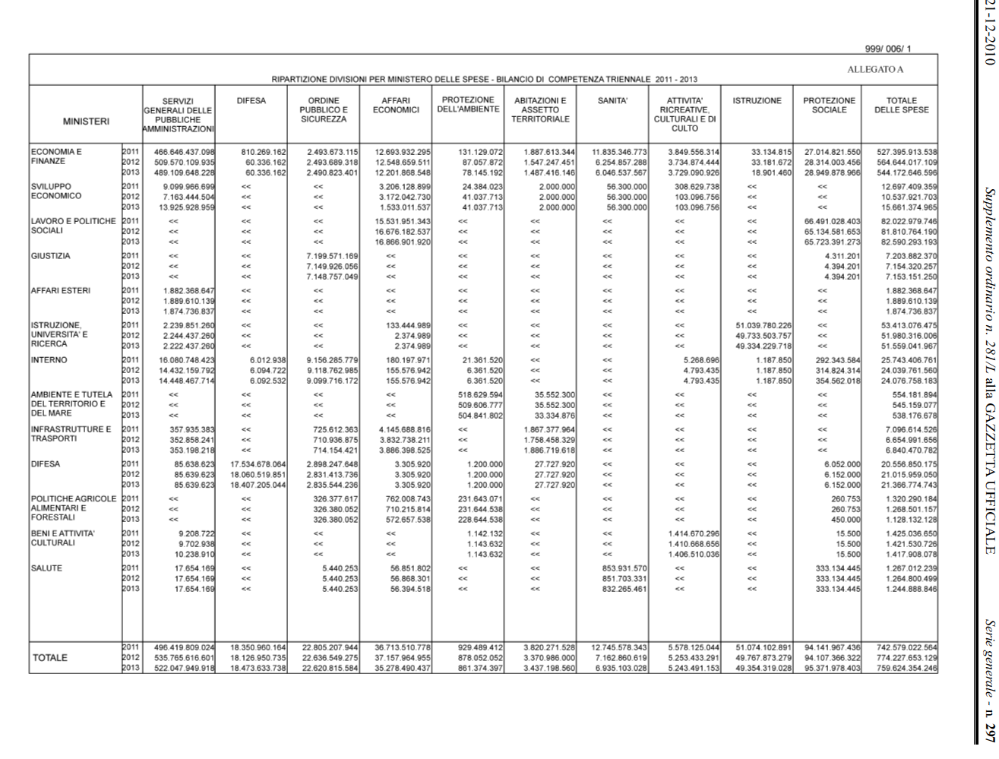 999/ 006/ 1
ALLEGATO A
RIPARTIZIONE DIVISIONI PER MINISTERO DELLE SPESE - BILANCIO DI COMPETENZA TRIENNALE 2011 - 2013
MINISTERI SERVIZI GENERALI DELLE PUBBLICHE AMMINISTRAZIONI DIFESA ORDINE PUBBLICO E SICUREZZA AFFARI ECONOMICI PROTEZIONE DELL'AMBIENTE ABITAZIONI E ASSETTO TERRITORIALE SANITA' ATTIVITA' RICREATIVE, CULTURALI E DI CULTO ISTRUZIONE PROTEZIONE SOCIALE TOTALE DELLE SPESE
ECONOMIA E 2011 466.646.437.098 810.269.162 2.493.673.115 12.693.932.295 131.129.072 1.887.613.344 11.835.346.773 3.849.556.314 33.134.815 27.014.821.550 527.395.913.538
FINANZE 2012 509.570.109.935 60.336.162 2.493.689.318 12.548.659.511 87.057.872 1.547.247.451 6.254.857.288 3.734.874.444 33.181.672 28.314.003.456 564.644.017.109
2013 489.109.648.228 60.336.162 2.490.823.401 12.201.868.548 78.145.192 1.487.416.146 6.046.537.567 3.729.090.926 18.901.460 28.949.878.966 544.172.646.596
SVILUPPO 2011 9.099.966.699 << << 3.206.128.899 24.384.023 2.000.000 56.300.000 308.629.738 << << 12.697.409.359
ECONOMICO 2012 7.163.444.504 << << 3.172.042.730 41.037.713 2.000.000 56.300.000 103.096.756 << << 10.537.921.703
2013 13.925.928.959 << << 1.533.011.537 41.037.713 2.000.000 56.300.000 103.096.756 << << 15.661.374.965
LAVORO E POLITICHE 2011 << << << 15.531.951.343 << << << << << 66.491.028.403 82.022.979.746
SOCIALI 2012 << << << 16.676.182.537 << << << << << 65.134.581.653 81.810.764.190
2013 << << << 16.866.901.920 << << << << << 65.723.391.273 82.590.293.193
GIUSTIZIA 2011 << << 7.199.571.169 << << << << << << 4.311.201 7.203.882.370
2012 << << 7.149.926.056 << << << << << << 4.394.201 7.154.320.257
2013 << << 7.148.757.049 << << << << << << 4.394.201 7.153.151.250
AFFARI ESTERI 2011 1.882.368.647 << << << << << << << << << 1.882.368.647
2012 1.889.610.139 << << << << << << << << << 1.889.610.139
2013 1.874.736.837 << << << << << << << << << 1.874.736.837
ISTRUZIONE, 2011 2.239.851.260 << << 133.444.989 << << << << 51.039.780.226 << 53.413.076.475
UNIVERSITA' E 2012 2.244.437.260 << << 2.374.989 << << << << 49.733.503.757 << 51.980.316.006
RICERCA 2013 2.222.437.260 << << 2.374.989 << << << << 49.334.229.718 << 51.559.041.967
INTERNO 2011 16.080.748.423 6.012.938 9.156.285.779 180.197.971 21.361.520 << << 5.268.696 1.187.850 292.343.584 25.743.406.761
2012 14.432.159.792 6.094.722 9.118.762.985 155.576.942 6.361.520 << << 4.793.435 1.187.850 314.824.314 24.039.761.560
2013 14.448.467.714 6.092.532 9.099.716.172 155.576.942 6.361.520 << << 4.793.435 1.187.850 354.562.018 24.076.758.183
AMBIENTE E TUTELA 2011 << << << << 518.629.594 35.552.300 << << << << 554.181.894
DEL TERRITORIO E 2012 << << << << 509.606.777 35.552.300 << << << << 545.159.077
DEL MARE 2013 << << << << 504.841.802 33.334.876 << << << << 538.176.678
INFRASTRUTTURE E 2011 357.935.383 << 725.612.363 4.145.688.816 << 1.867.377.964 << << << << 7.096.614.526
TRASPORTI 2012 352.858.241 << 710.936.875 3.832.738.211 << 1.758.458.329 << << << << 6.654.991.656
2013 353.198.218 << 714.154.421 3.886.398.525 << 1.886.719.618 << << << << 6.840.470.782
DIFESA 2011 85.638.623 17.534.678.064 2.898.247.648 3.305.920 1.200.000 27.727.920 << << << 6.052.000 20.556.850.175
2012 85.639.623 18.060.519.851 2.831.413.736 3.305.920 1.200.000 27.727.920 << << << 6.152.000 21.015.959.050
2013 85.639.623 18.407.205.044 2.835.544.236 3.305.920 1.200.000 27.727.920 << << << 6.152.000 21.366.774.743
POLITICHE AGRICOLE 2011 << << 326.377.617 762.008.743 231.643.071 << << << << 260.753 1.320.290.184
ALIMENTARI E 2012 << << 326.380.052 710.215.814 231.644.538 << << << << 260.753 1.268.501.157
FORESTALI 2013 << << 326.380.052 572.657.538 228.644.538 << << << << 450.000 1.128.132.128
BENI E ATTIVITA' 2011 9.208.722 << << << 1.142.132 << << 1.414.670.296 << 15.500 1.425.036.650
CULTURALI 2012 9.702.938 << << << 1.143.632 << << 1.410.668.656 << 15.500 1.421.530.726
2013 10.238.910 << << << 1.143.632 << << 1.406.510.036 << 15.500 1.417.908.078
SALUTE 2011 17.654.169 << 5.440.253 56.851.802 << << 853.931.570 << << 333.134.445 1.267.012.239
2012 17.654.169 << 5.440.253 56.868.301 << << 851.703.331 << << 333.134.445 1.264.800.499
2013 17.654.169 << 5.440.253 56.394.518 << << 832.265.461 << << 333.134.445 1.244.888.846
2011 496.419.809.024 18.350.960.164 22.805.207.944 36.713.510.778 929.489.412 3.820.271.528 12.745.578.343 5.578.125.044 51.074.102.891 94.141.967.436 742.579.022.564
TOTALE 2012 535.765.616.601 18.126.950.735 22.636.549.275 37.157.964.955 878.052.052 3.370.986.000 7.162.860.619 5.253.433.291 49.767.873.279 94.107.366.322 774.227.653.129
2013 522.047.949.918 18.473.633.738 22.620.815.584 35.278.490.437 861.374.397 3.437.198.560 6.935.103.028 5.243.491.153 49.354.319.028 95.371.978.403 759.624.354.246
21-12-2010 Supplemento ordinario n. 281/L alla GAZZETTA UFFICIALE Serie generale - n. 297